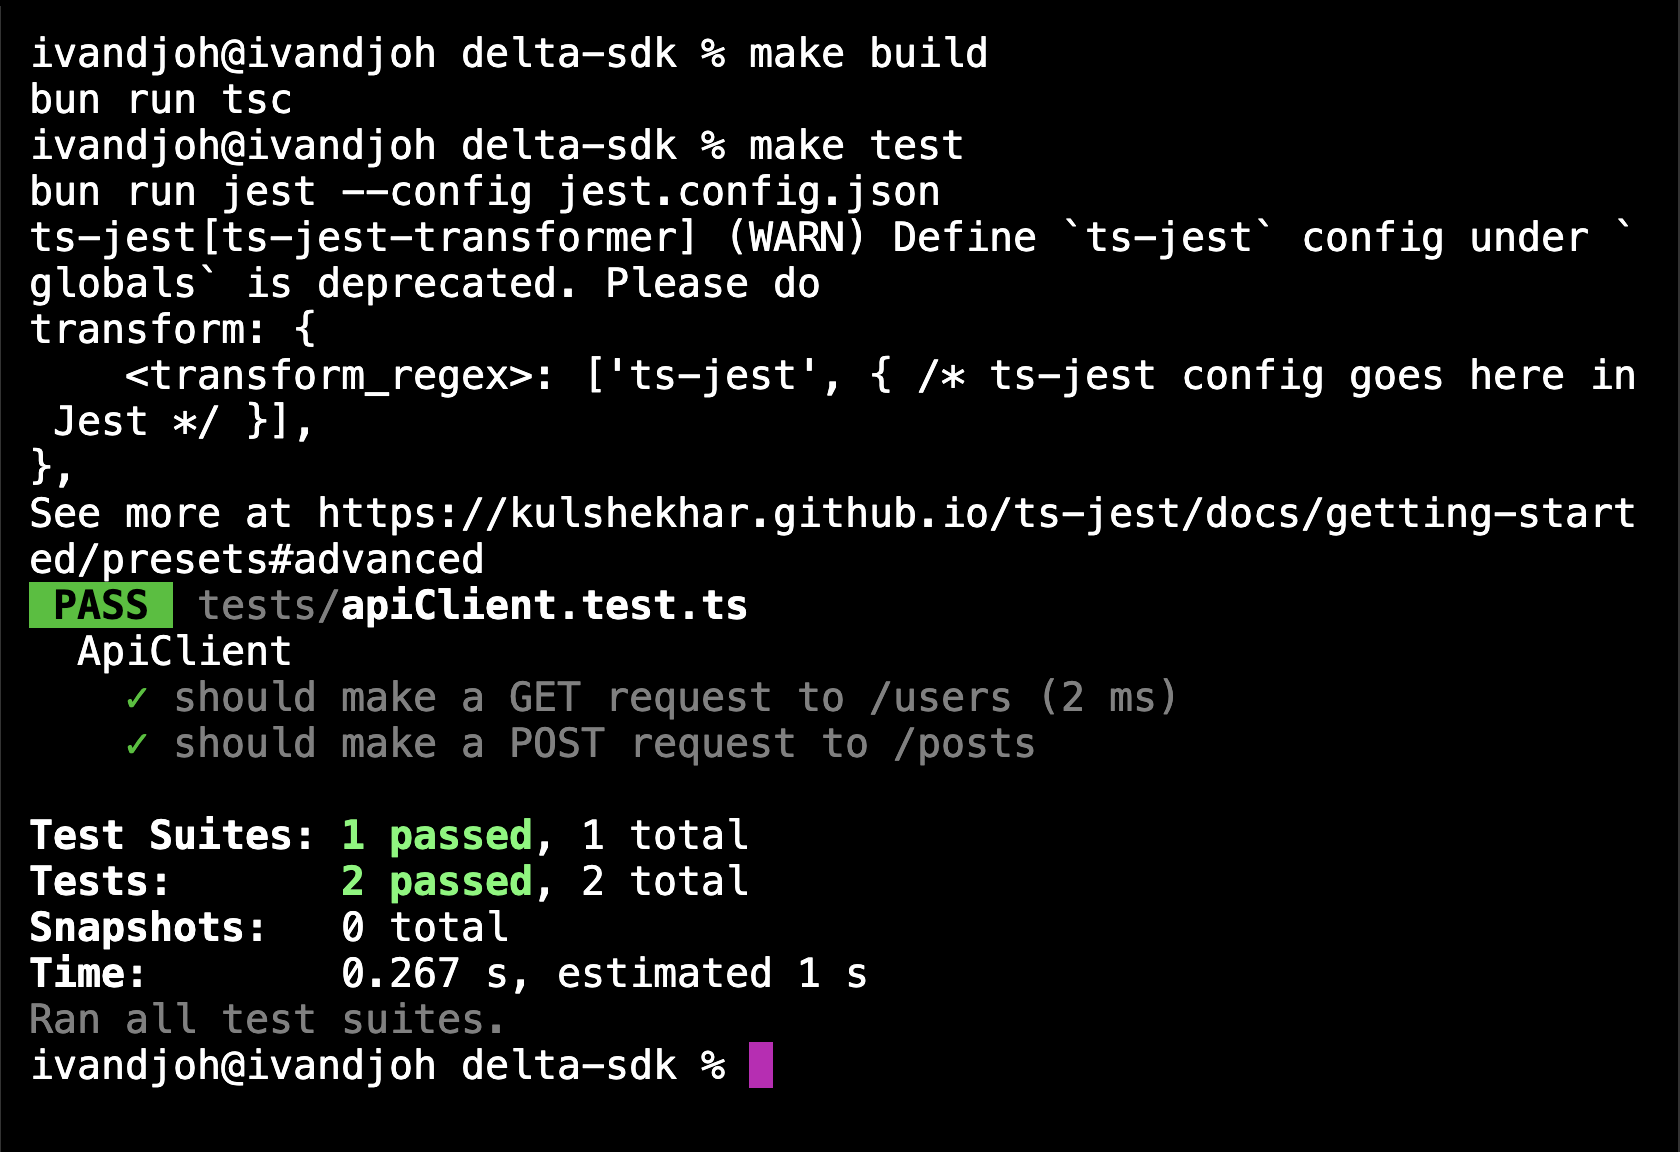 ivandjoh@ivandjoh delta-sdk % make build
bun run tsc
ivandjoh@ivandjoh delta-sdk % make test
bun run jest --config jest.config.json
ts-jest[ts-jest-transformer] (WARN) Define `ts-jest` config under `
globals` is deprecated. Please do
transform: {
    <transform_regex>: ['ts-jest', { /* ts-jest config goes here in
 Jest */ }],
},
See more at https://kulshekhar.github.io/ts-jest/docs/getting-start
ed/presets#advanced
PASS tests/apiClient.test.ts
  ApiClient
    ✓ should make a GET request to /users (2 ms)
    ✓ should make a POST request to /posts

Test Suites: 1 passed, 1 total
Tests:       2 passed, 2 total
Snapshots:   0 total
Time:        0.267 s, estimated 1 s
Ran all test suites.
ivandjoh@ivandjoh delta-sdk %